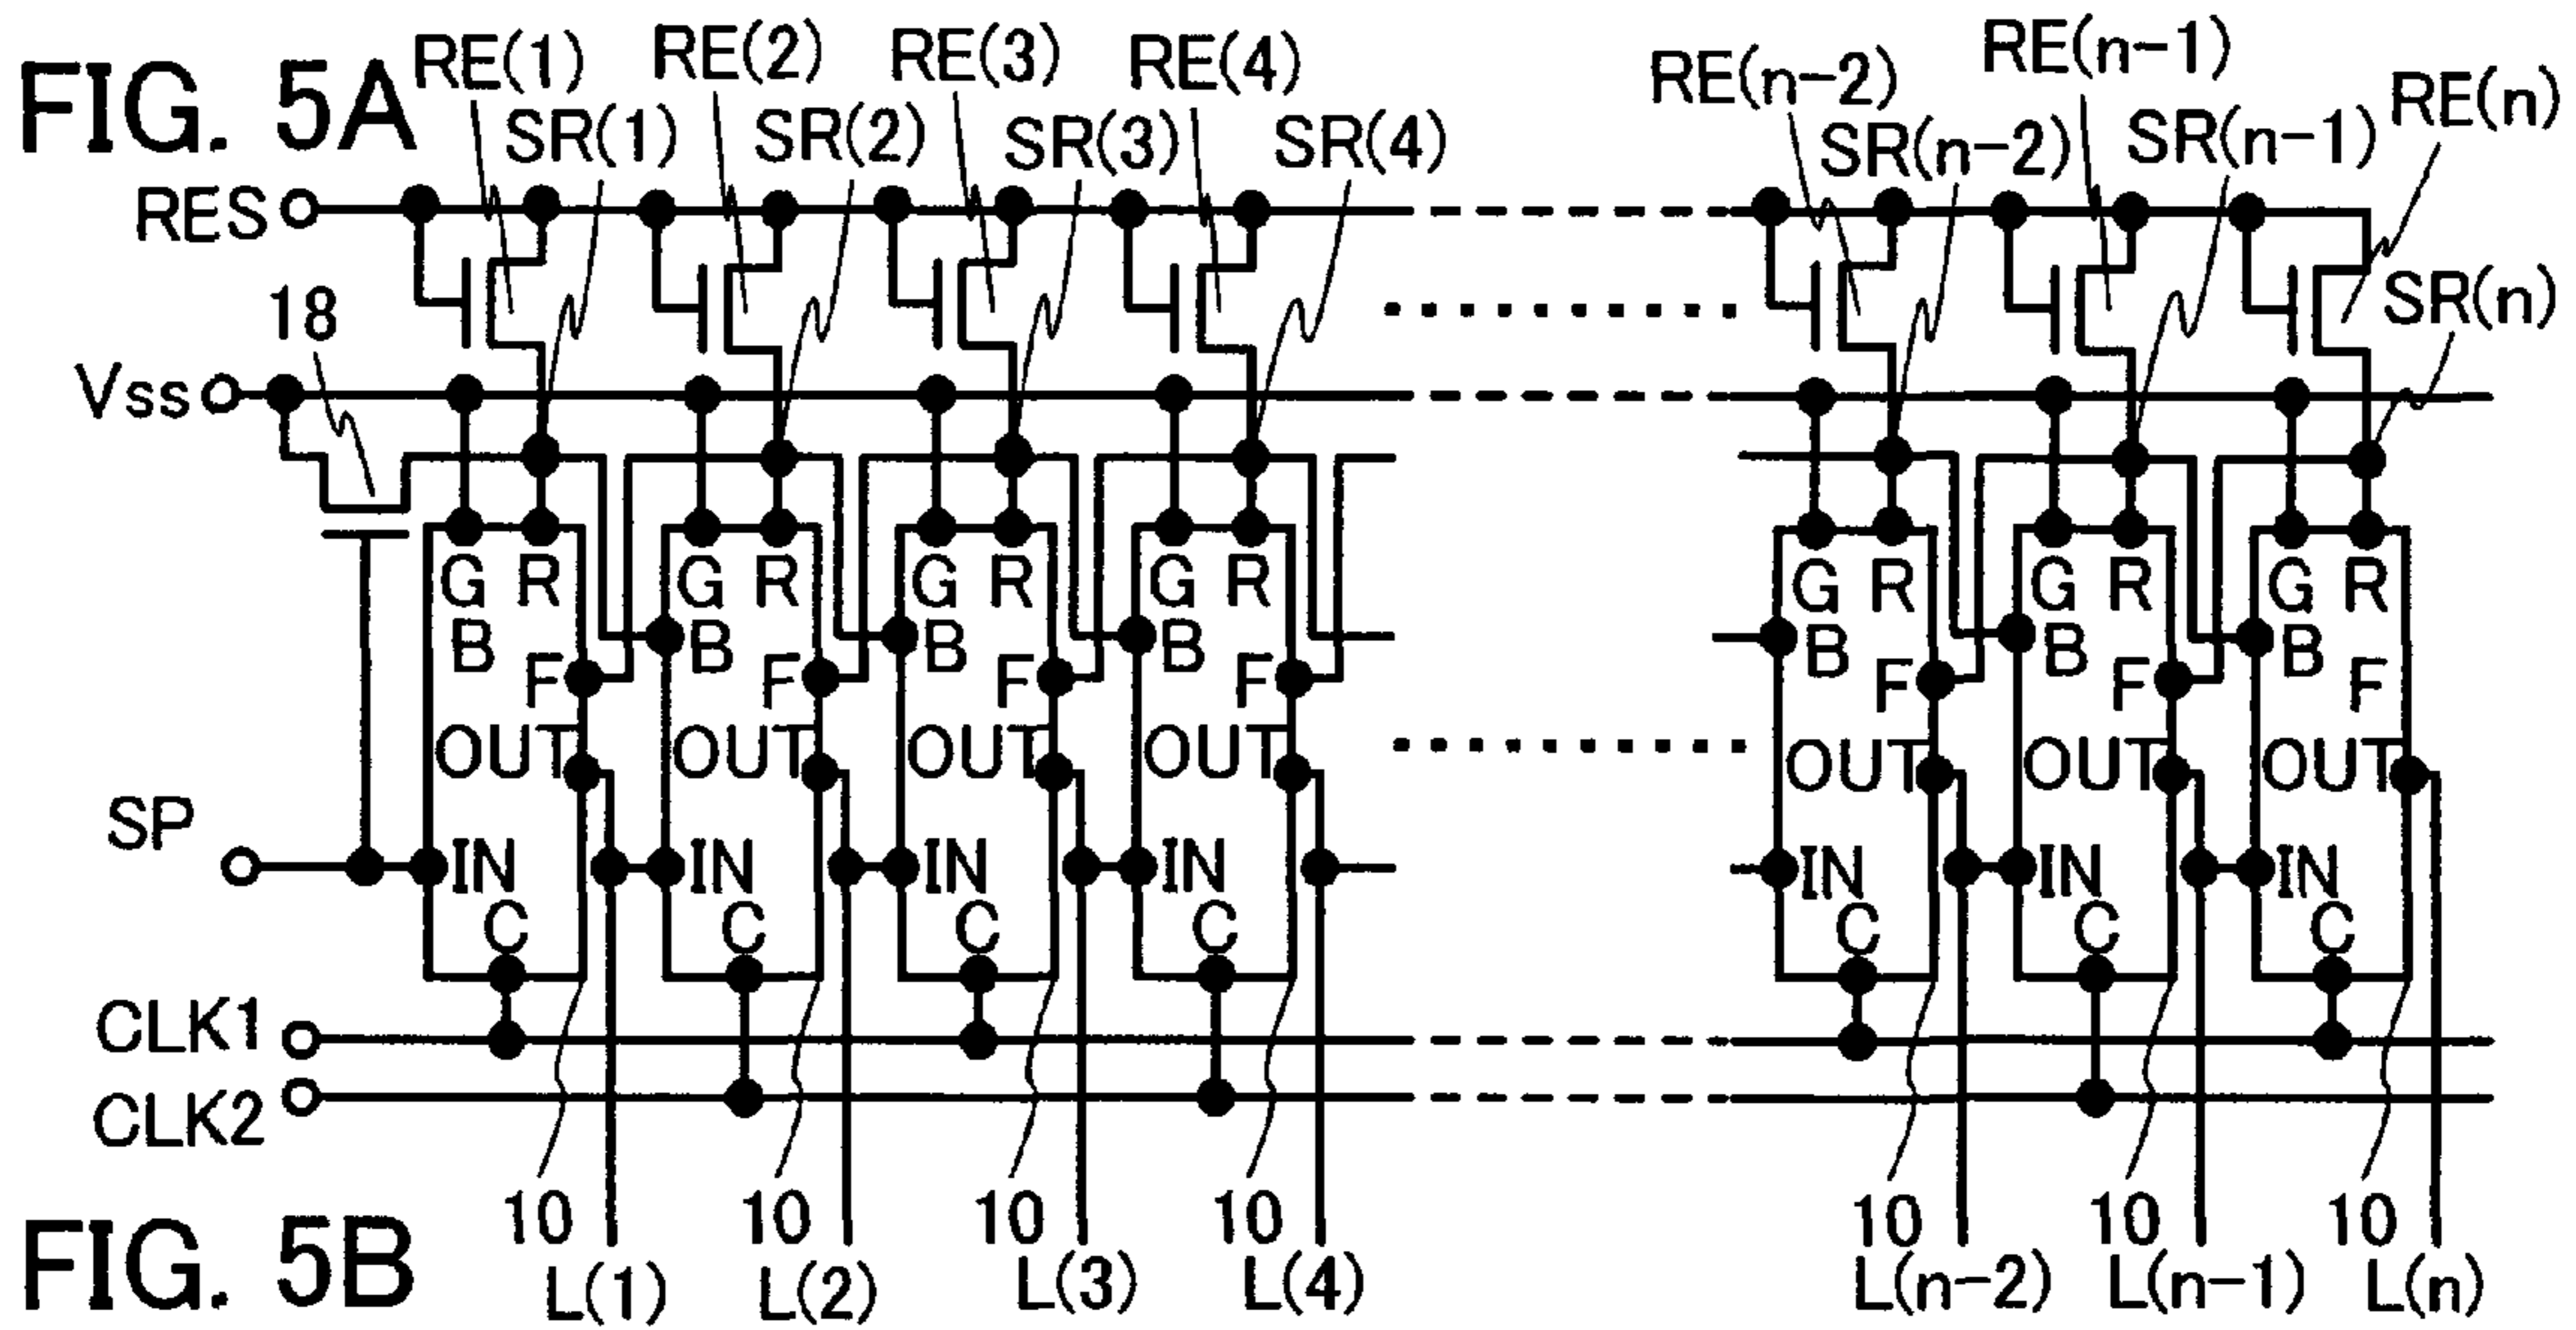 FIG. 5A
RE(1) RE(2) RE(3) RE(4) RE(n-2) RE(n-1) RE(n)
SR(1) SR(2) SR(3) SR(4) SR(n-2) SR(n-1)
RES
18 SR(n)
Vss
G R G R G R G R G R G R G R
B B B B B B B
F F F F F F F
OUT OUT OUT OUT OUT OUT OUT
SP
IN IN IN IN IN IN IN
C C C C C C C
CLK1
CLK2
10 10 10 10 10 10 10
L(1) L(2) L(3) L(4) L(n-2) L(n-1) L(n)
FIG. 5B